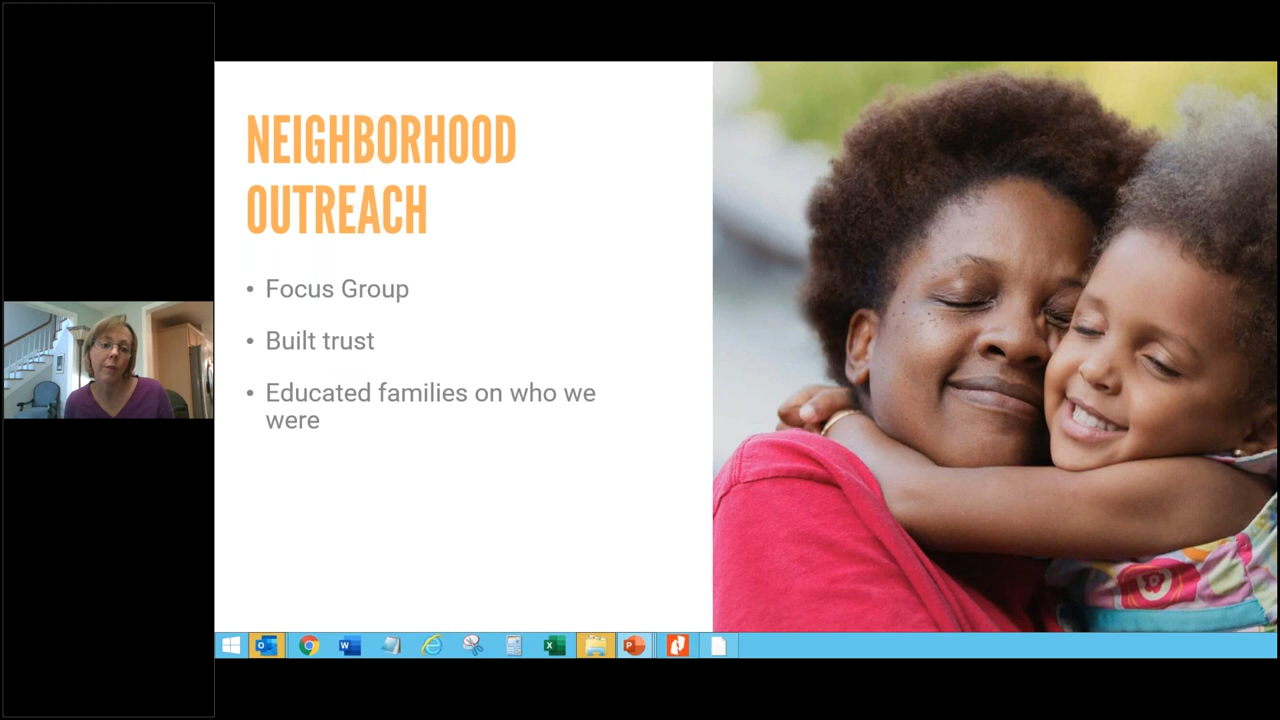 NEIGHBORHOOD
OUTREACH
• Focus Group
• Built trust
• Educated families on who we
were